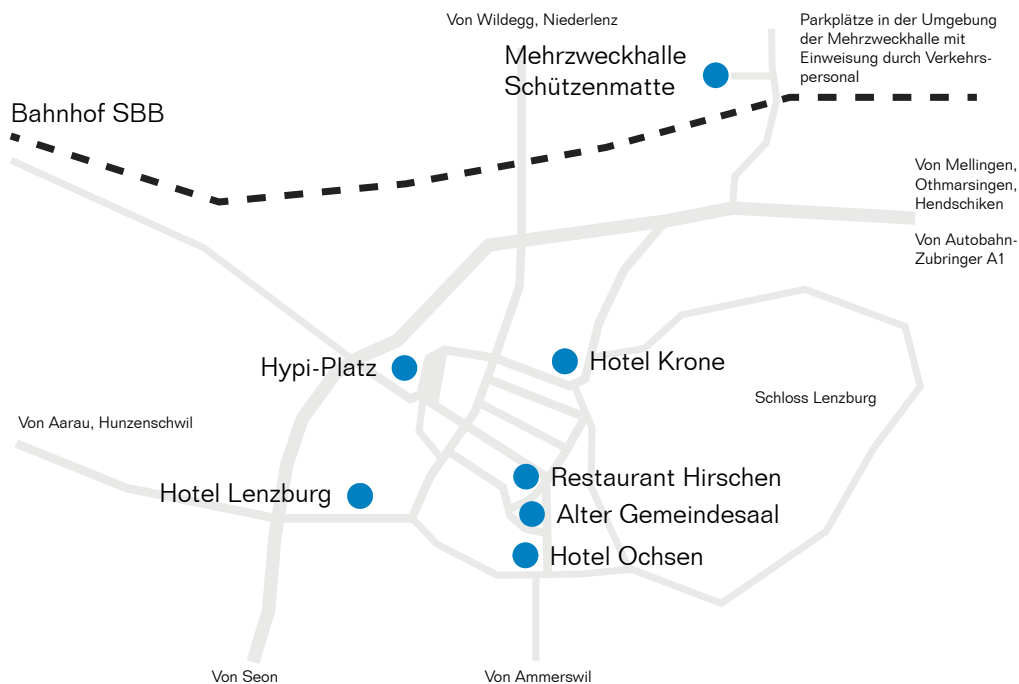 Von Wildegg, Niederlenz
Parkplätze in der Umgebung
der Mehrzweckhalle mit
Einweisung durch Verkehrs-
personal
Mehrzweckhalle
Schützenmatte
Bahnhof SBB
Von Mellingen,
Othmarsingen,
Hendschiken
Von Autobahn-
Zubringer A1
Hypi-Platz
Hotel Krone
Schloss Lenzburg
Von Aarau, Hunzenschwil
Hotel Lenzburg
Restaurant Hirschen
Alter Gemeindesaal
Hotel Ochsen
Von Seon
Von Ammerswil